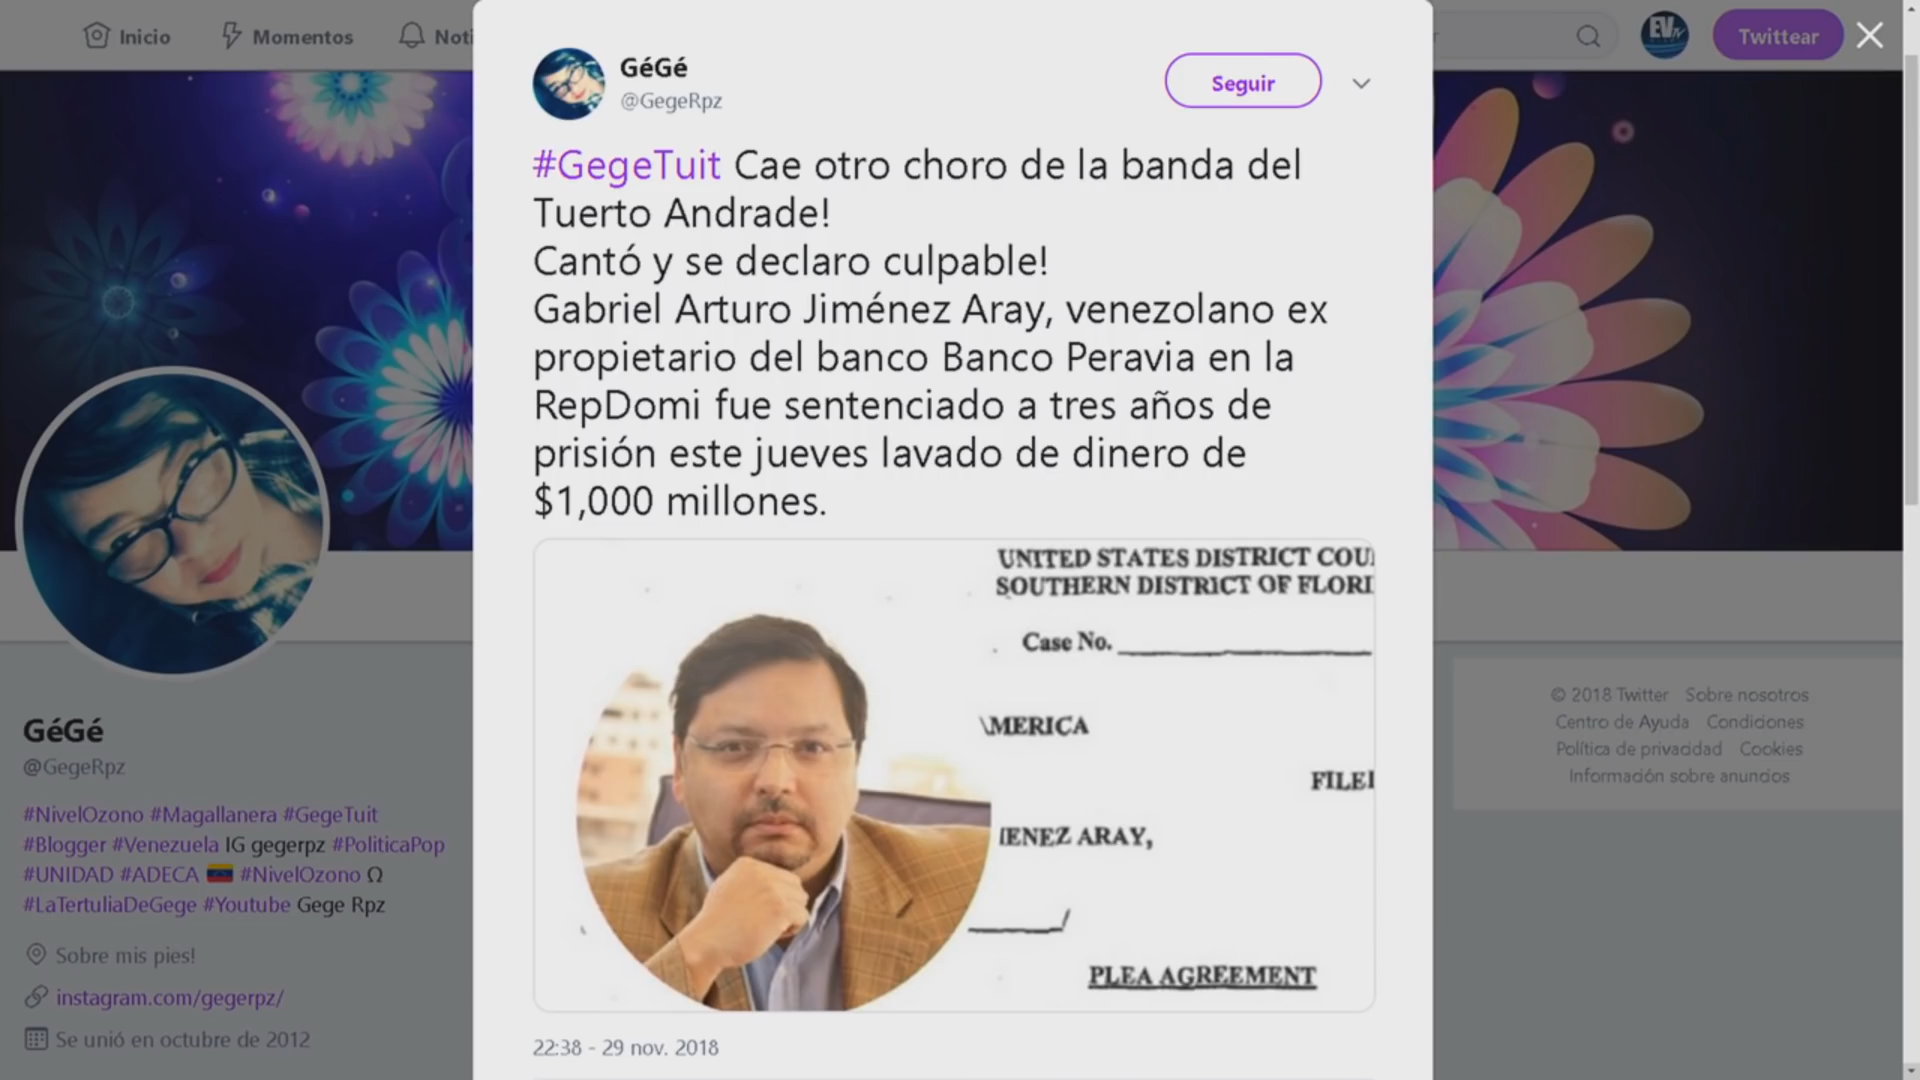 Inicio
Momentos
Noti
EVTV
Twittear
GéGé
@GegeRpz
Seguir
#GegeTuit Cae otro choro de la banda del
Tuerto Andrade!
Cantó y se declaro culpable!
Gabriel Arturo Jiménez Aray, venezolano ex
propietario del banco Banco Peravia en la
RepDomi fue sentenciado a tres años de
prisión este jueves lavado de dinero de
$1,000 millones.
UNITED STATES DISTRICT COU
SOUTHERN DISTRICT OF FLORI
Case No.
MERICA
FILE
ENEZ ARAY,
PLEA AGREEMENT
22:38 - 29 nov. 2018
GéGé
@GegeRpz
#NivelOzono #Magallanera #GegeTuit
#Blogger #Venezuela IG gegerpz #PoliticaPop
#UNIDAD #ADECA 🇻🇪 #NivelOzono Ω
#LaTertuliaDeGege #Youtube Gege Rpz
Sobre mis pies!
instagram.com/gegerpz/
Se unió en octubre de 2012
© 2018 Twitter Sobre nosotros
Centro de Ayuda Condiciones
Política de privacidad Cookies
Información sobre anuncios